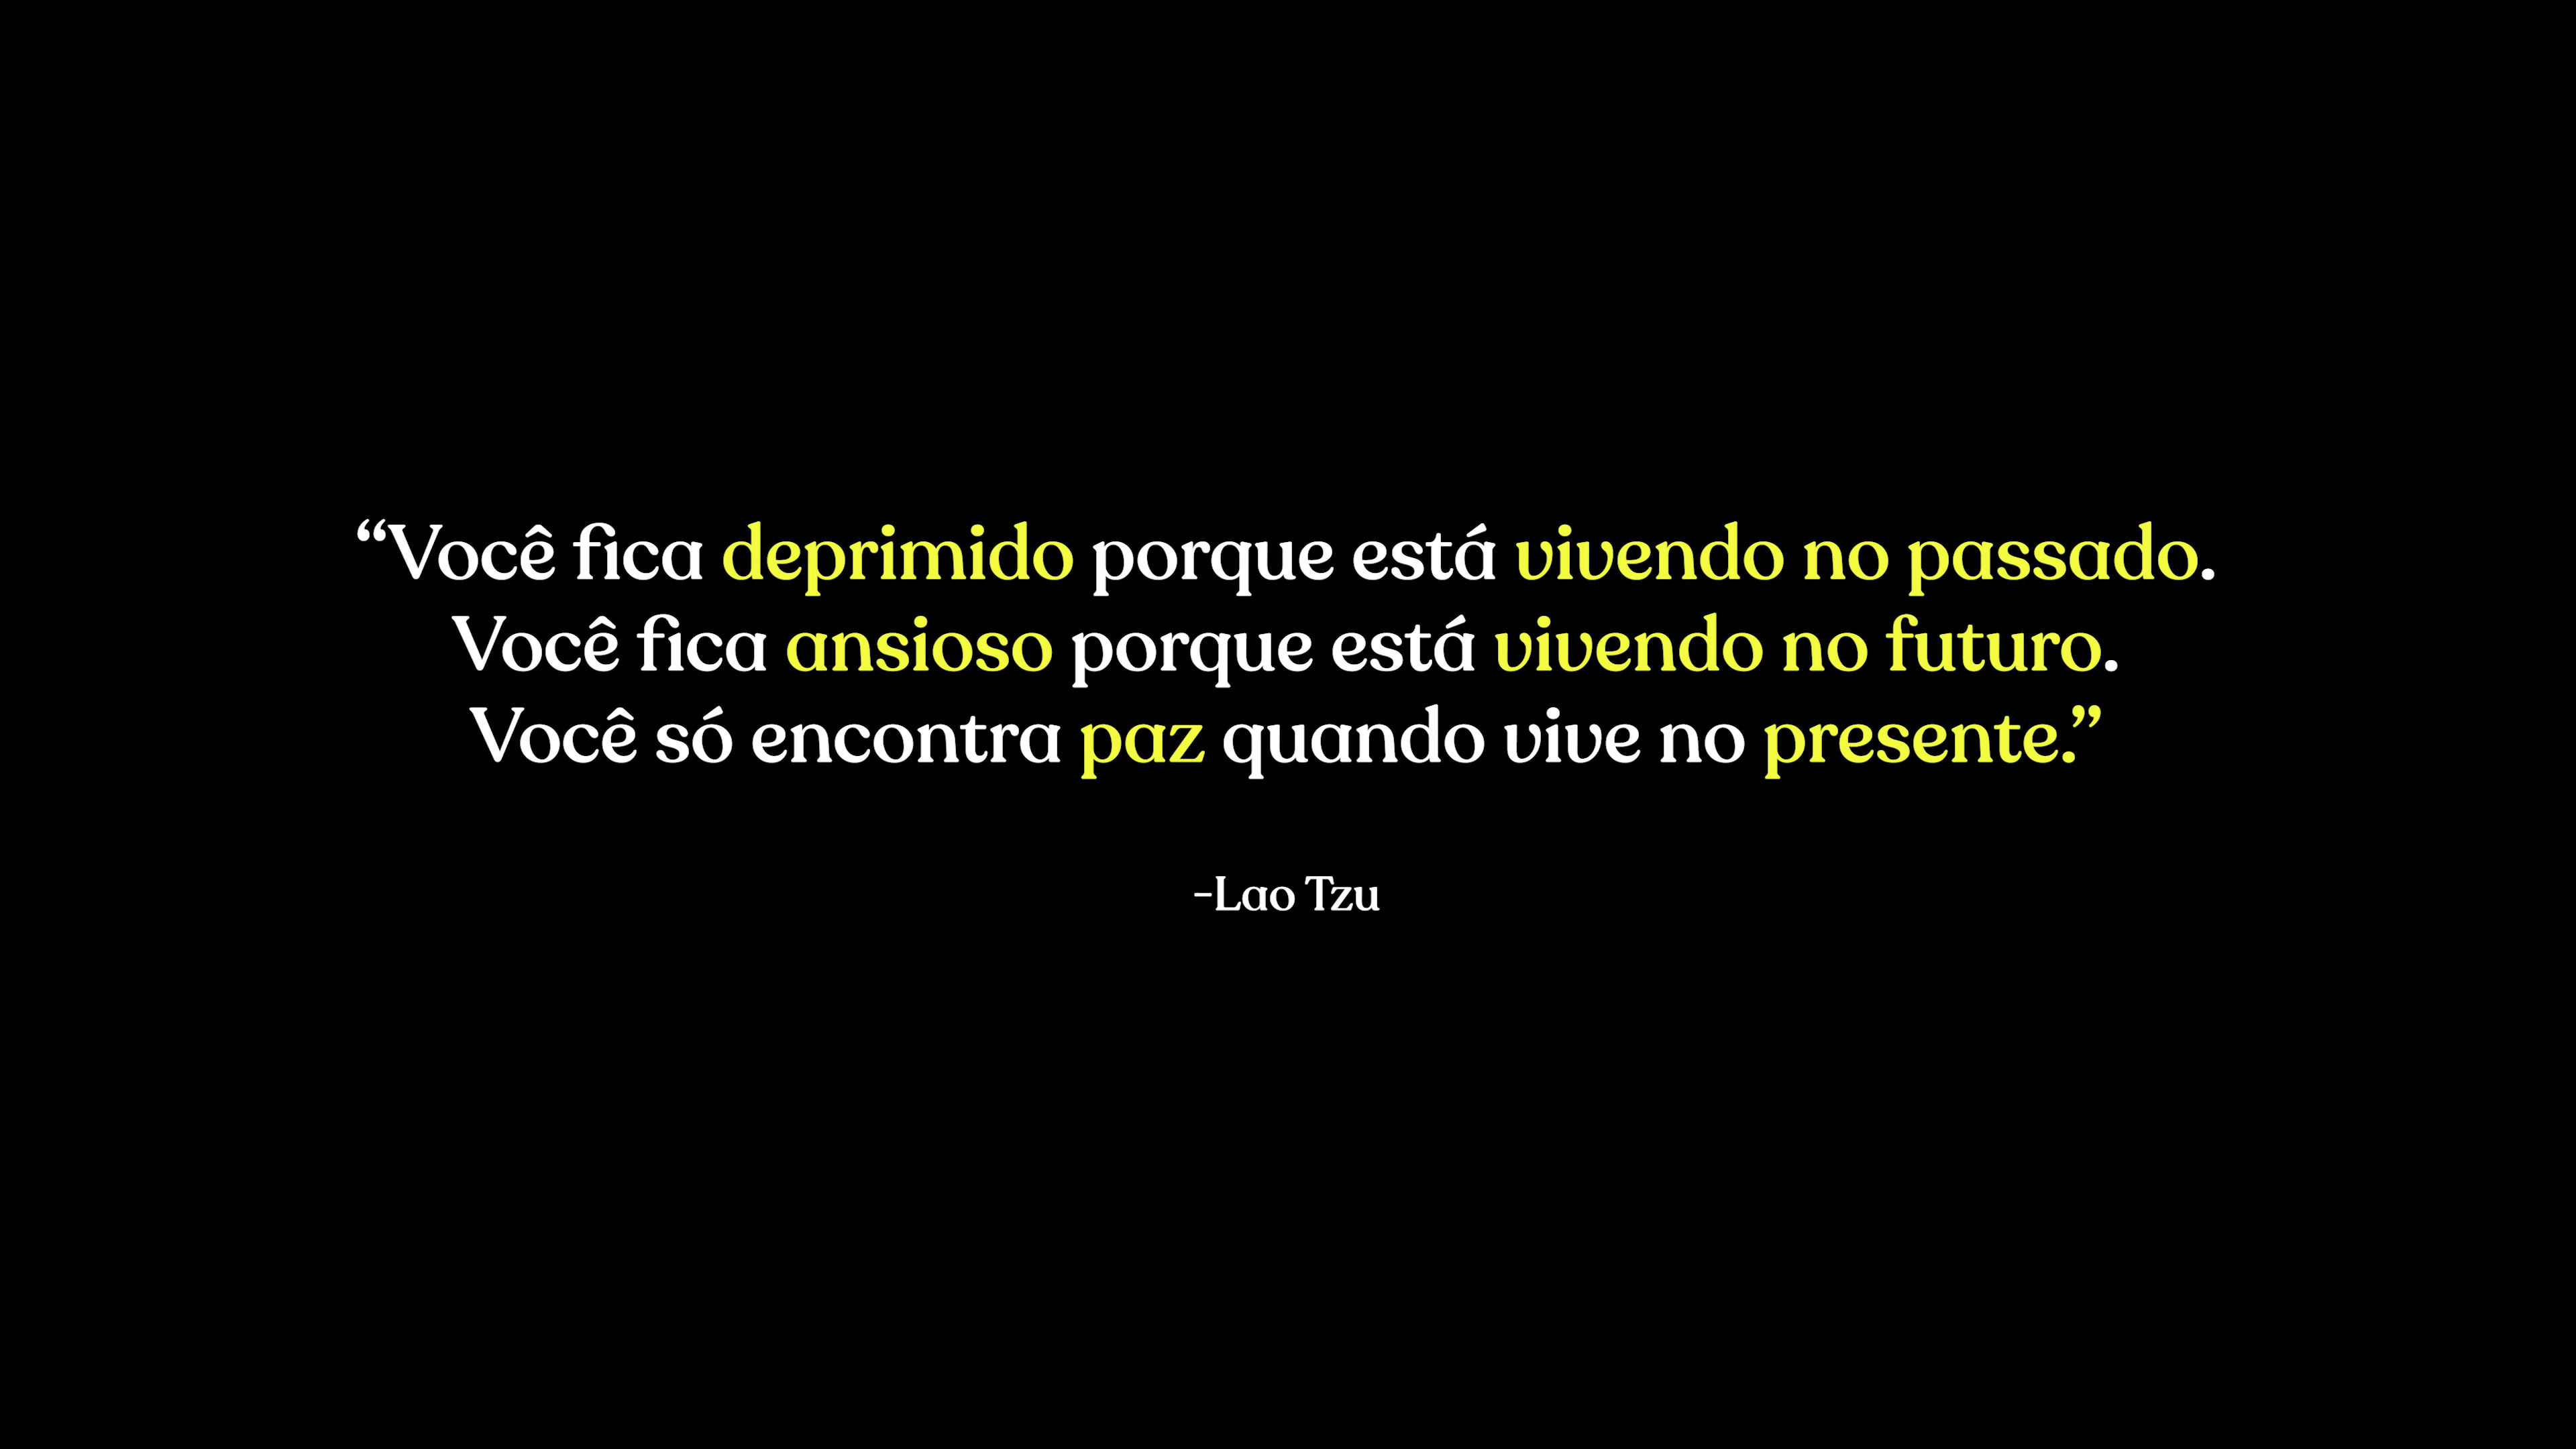 “Você fica deprimido porque está vivendo no passado.
Você fica ansioso porque está vivendo no futuro.
Você só encontra paz quando vive no presente.”
-Lao Tzu